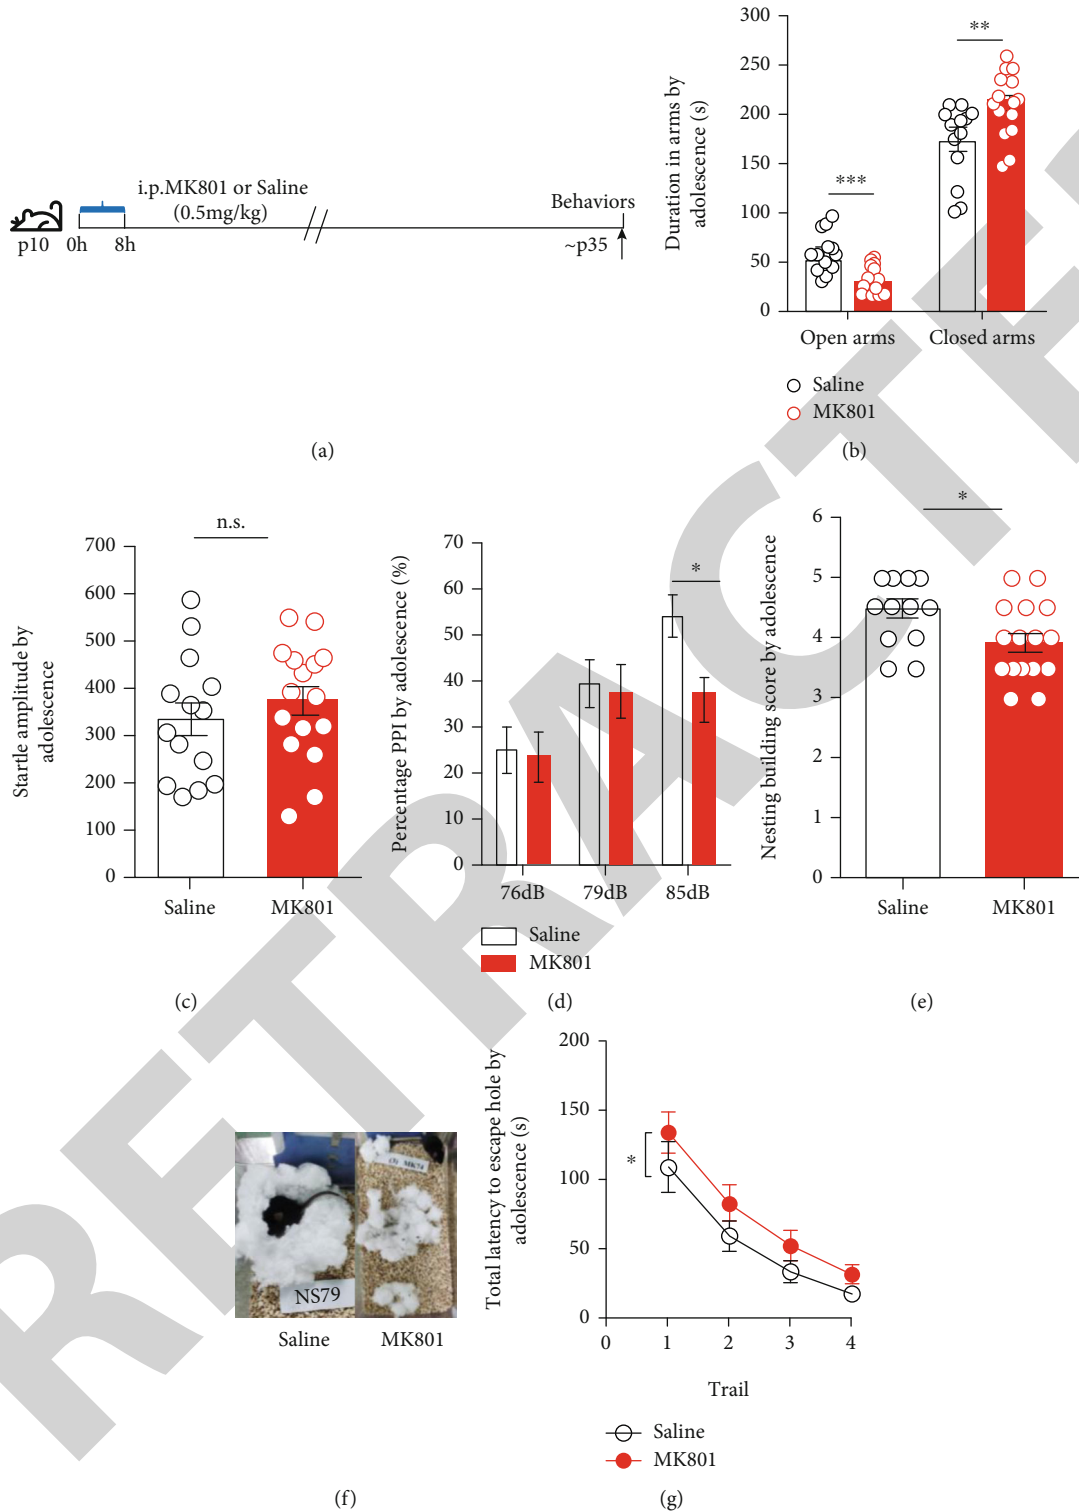 i.p.MK801 or Saline
(0.5mg/kg)
Behaviors
p10
0h
8h
~p35
(a)
Duration in arms by
adolescence (s)
300
250
200
150
100
50
0
***
**
Open arms
Closed arms
Saline
MK801
(b)
Startle amplitude by
adolescence
700
600
500
400
300
200
100
0
n.s.
Saline
MK801
(c)
Percentage PPI by adolescence (%)
70
60
50
40
30
20
10
0
*
76dB
79dB
85dB
Saline
MK801
(d)
Nesting building score by adolescence
6
5
4
3
2
1
0
*
Saline
MK801
(e)
NS79
MK74
Saline
MK801
(f)
Total latency to escape hole by
adolescence (s)
200
150
100
50
0
*
0
1
2
3
4
Trail
Saline
MK801
(g)
RETRACTE